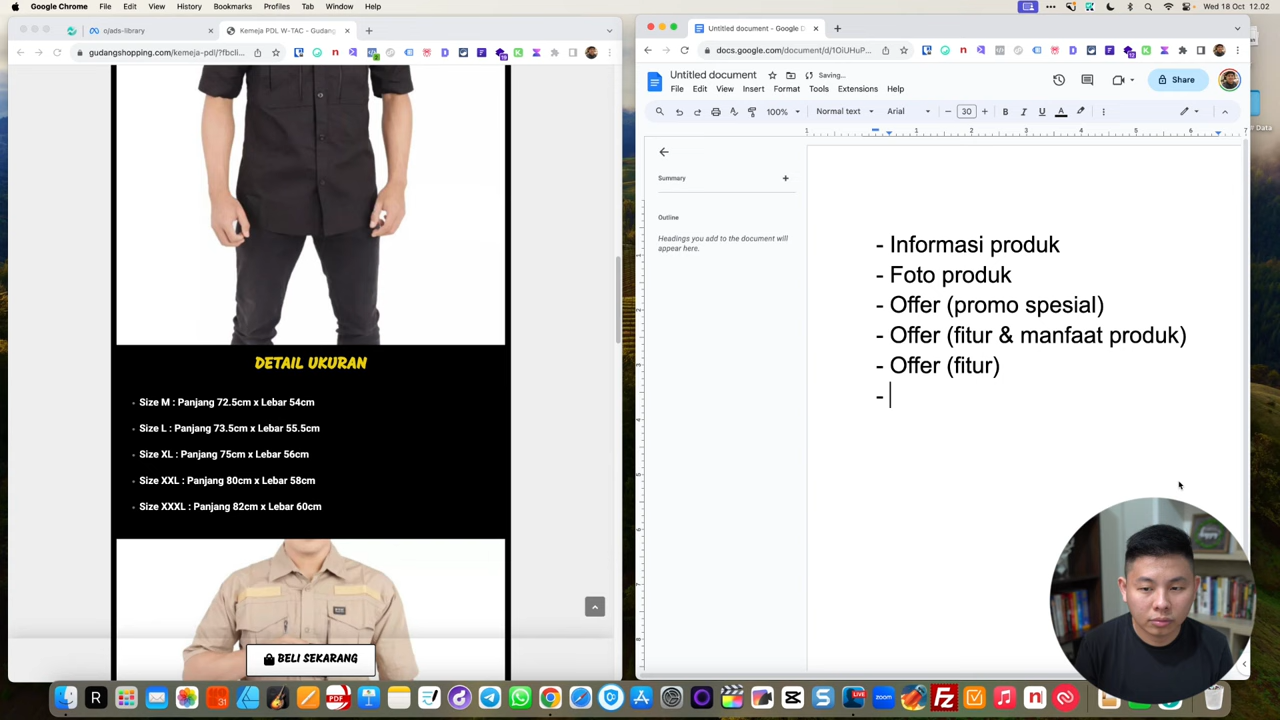 Google Chrome File Edit View History Bookmarks Profiles Tab Window Help Wed 18 Oct 12.02
o/ads-library
Kemeja PDL W-TAC - Gudang
gudangshopping.com/kemeja-pdl/?fbcli...
DETAIL UKURAN
Size M : Panjang 72.5cm x Lebar 54cm
Size L : Panjang 73.5cm x Lebar 55.5cm
Size XL : Panjang 75cm x Lebar 56cm
Size XXL : Panjang 80cm x Lebar 58cm
Size XXXL : Panjang 82cm x Lebar 60cm
BELI SEKARANG
Untitled document - Google D
docs.google.com/document/d/1OiUHuP...
Untitled document Saving...
File Edit View Insert Format Tools Extensions Help
Share
100% Normal text Arial 30 B I U A
Summary
Outline
Headings you add to the document will
appear here.
- Informasi produk
- Foto produk
- Offer (promo spesial)
- Offer (fitur & manfaat produk)
- Offer (fitur)
-
Data